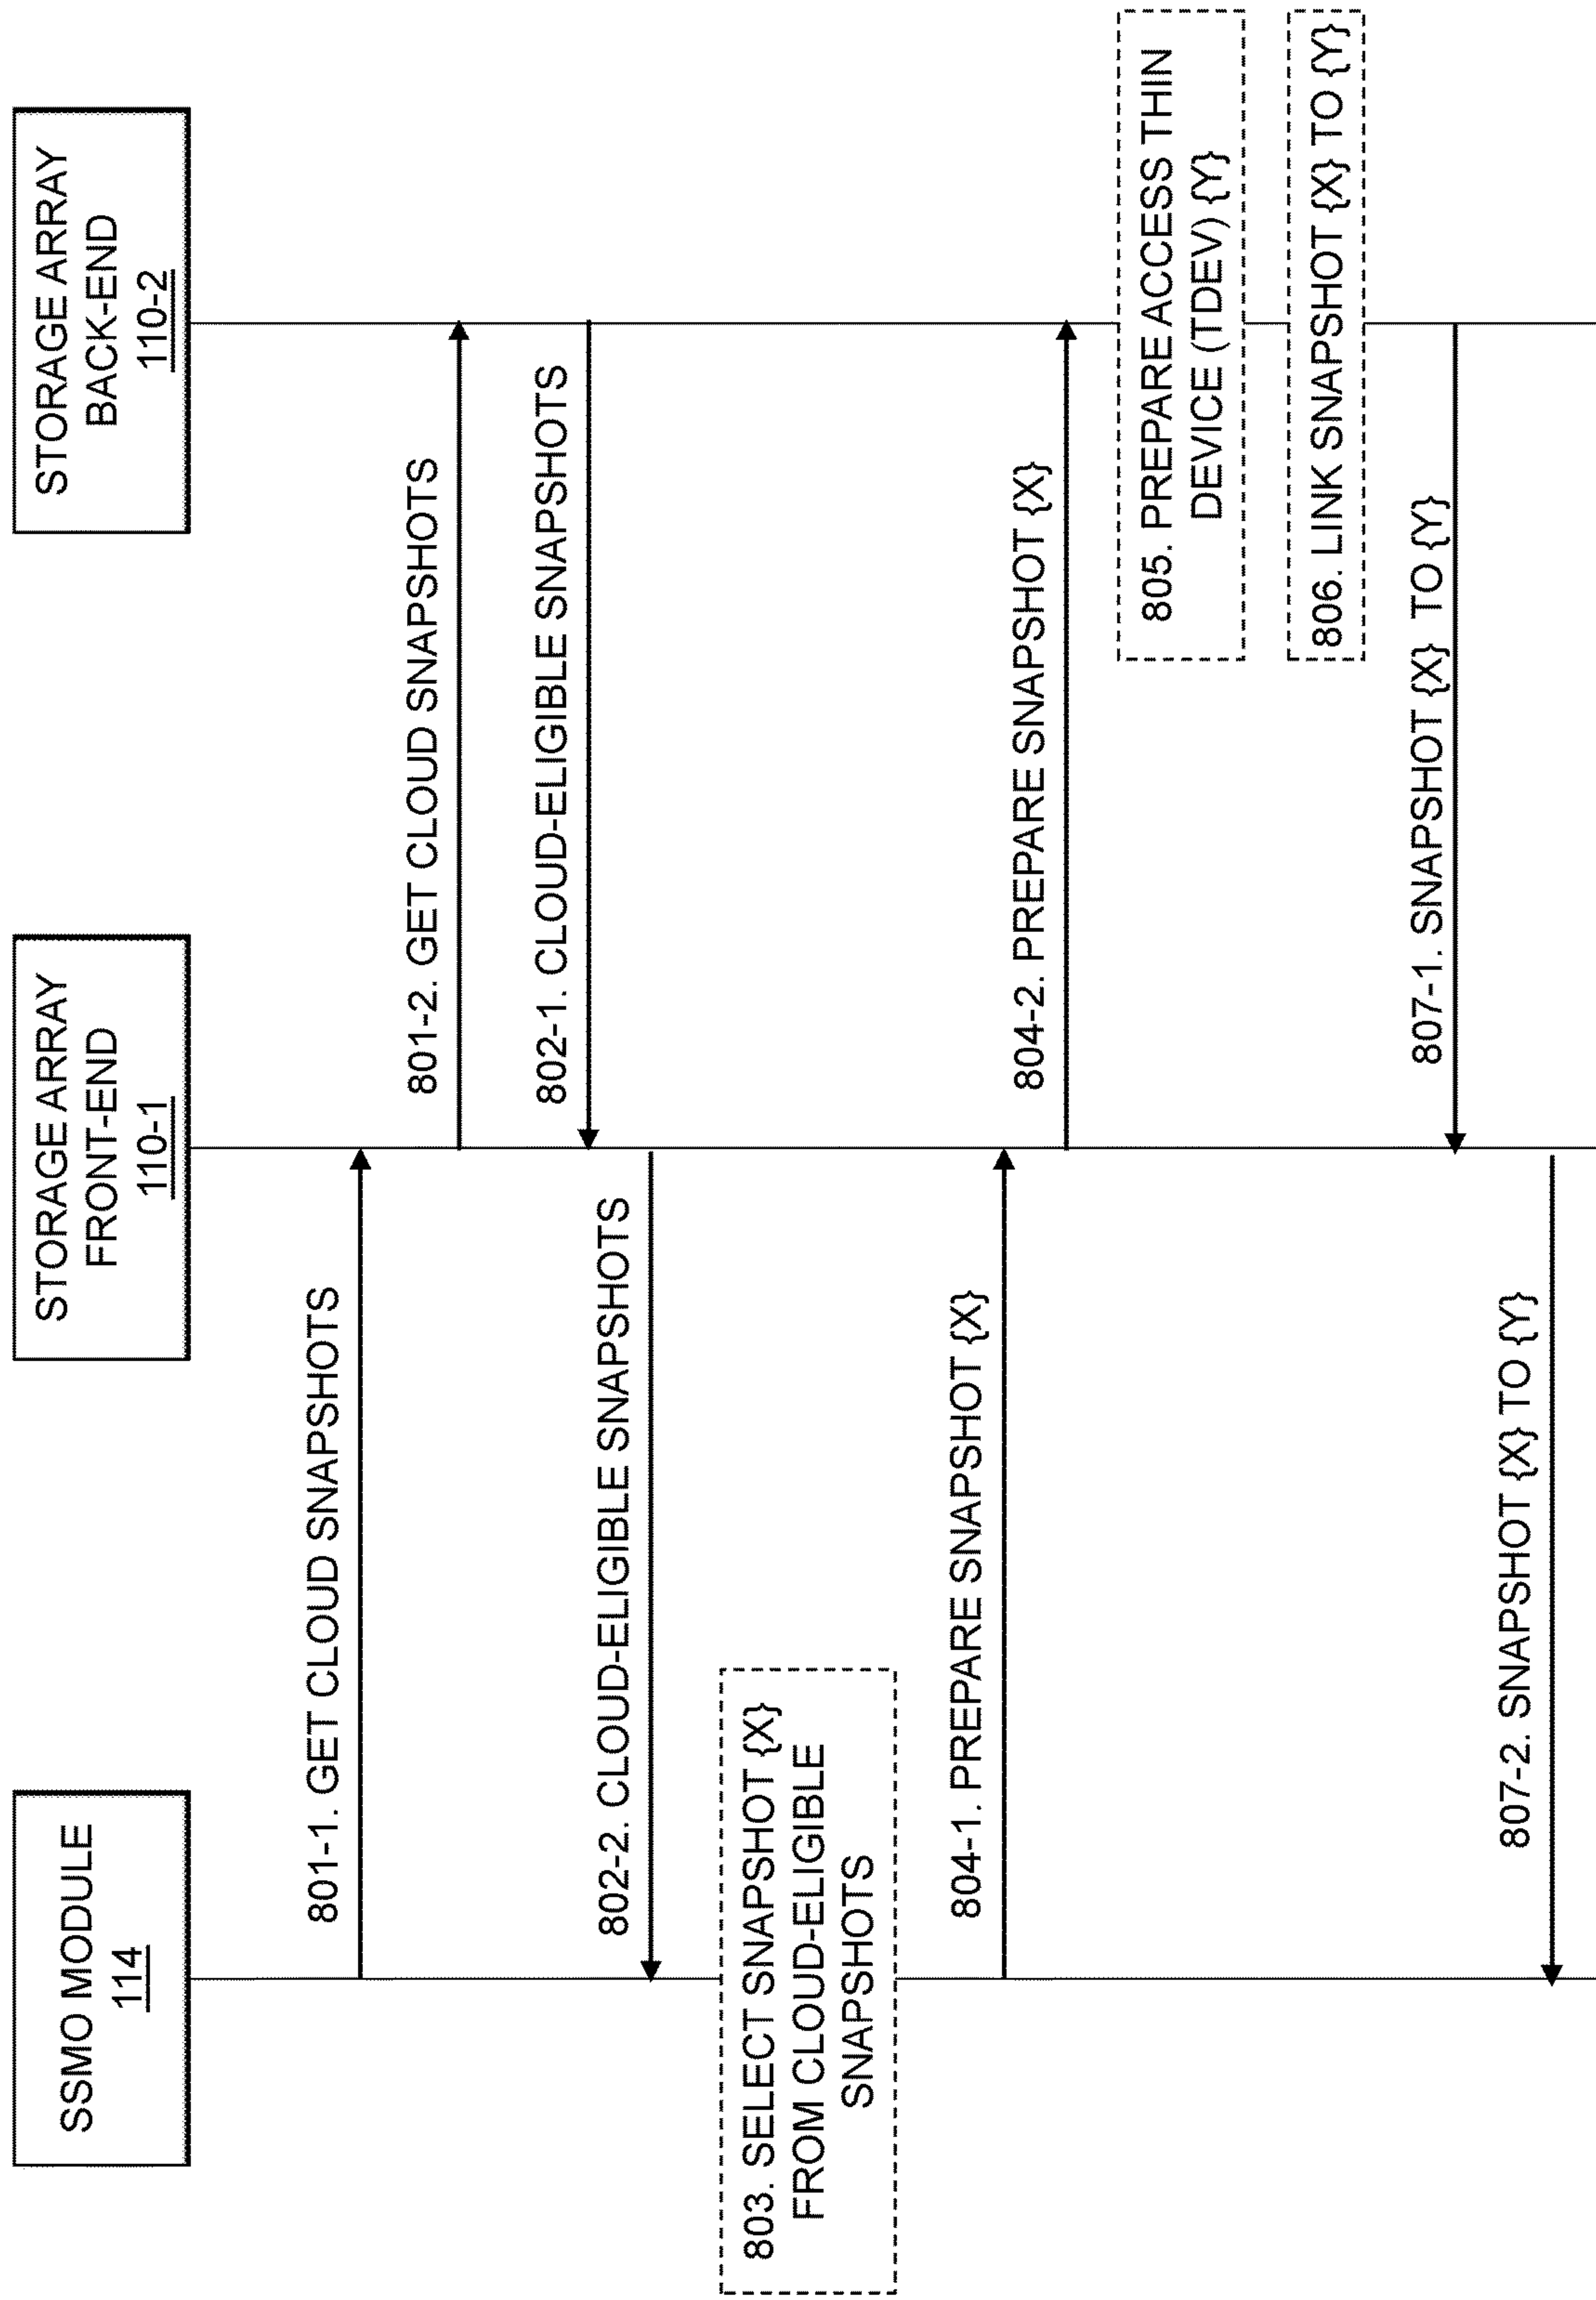 SSMO MODULE
114
STORAGE ARRAY
FRONT-END
110-1
STORAGE ARRAY
BACK-END
110-2
801-1. GET CLOUD SNAPSHOTS
801-2. GET CLOUD SNAPSHOTS
802-1. CLOUD-ELIGIBLE SNAPSHOTS
802-2. CLOUD-ELIGIBLE SNAPSHOTS
803. SELECT SNAPSHOT {X}
FROM CLOUD-ELIGIBLE
SNAPSHOTS
804-1. PREPARE SNAPSHOT {X}
804-2. PREPARE SNAPSHOT {X}
805. PREPARE ACCESS THIN
DEVICE (TDEV) {Y}
806. LINK SNAPSHOT {X} TO {Y}
807-1. SNAPSHOT {X} TO {Y}
807-2. SNAPSHOT {X} TO {Y}